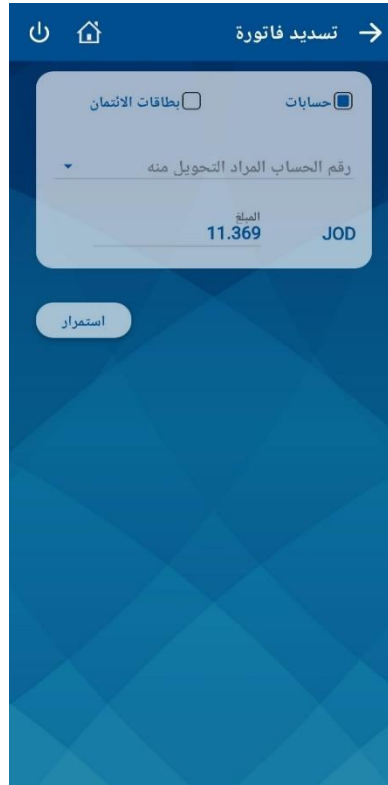 تسديد فاتورة
حسابات بطاقات الائتمان
رقم الحساب المراد التحويل منه
المبلغ
JOD 11.369
استمرار